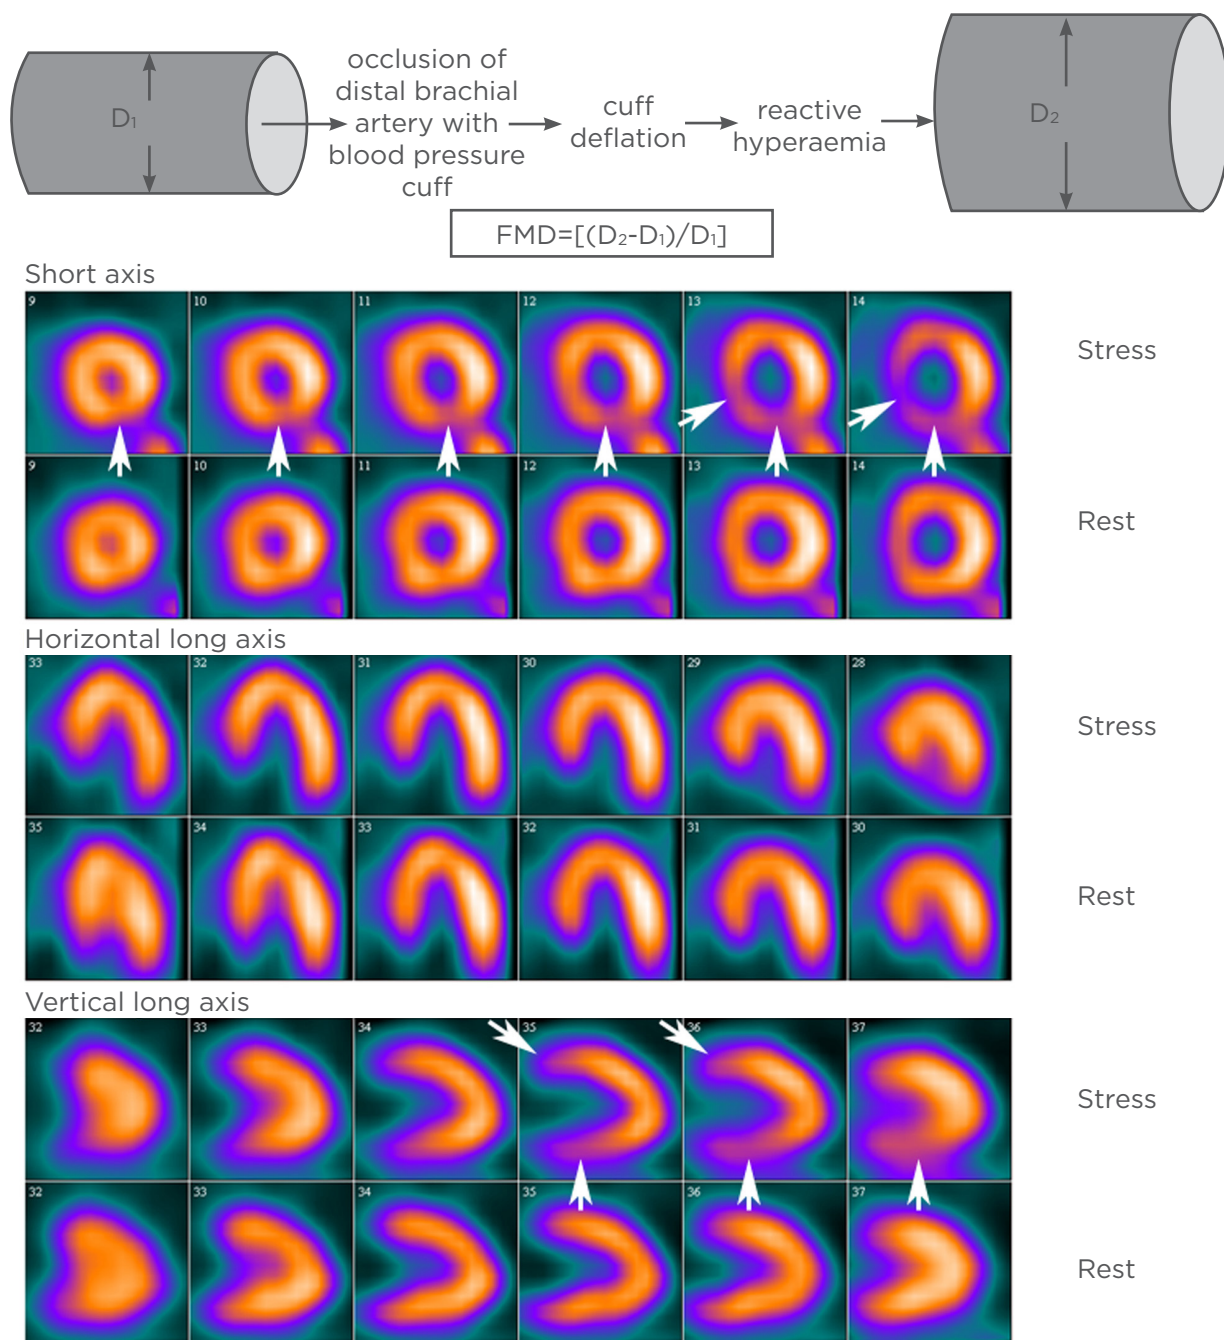 D₁
occlusion of
distal brachial
artery with
blood pressure
cuff
cuff
deflation
reactive
hyperaemia
D₂
FMD=[(D₂-D₁)/D₁]
Short axis
9 10 11 12 13 14
Stress
9 10 11 12 13 14
Rest
Horizontal long axis
33 32 31 30 29 28
Stress
35 34 33 32 31 30
Rest
Vertical long axis
32 33 34 35 36 37
Stress
32 33 34 35 36 37
Rest